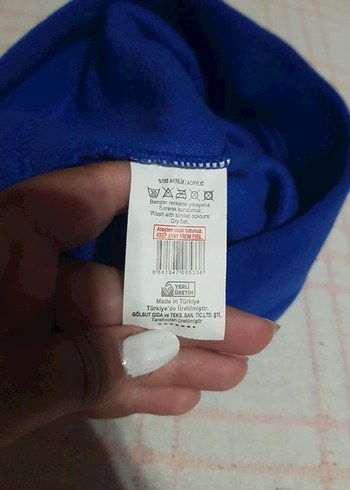 %100 AKRİLİK / ACRYLIC
Benzer renklerle yıkayınız.
Sererek kurutunuz.
Wash with similar colours
Dry flat.
Ateşten uzak tutunuz.
KEEP AWAY FROM FIRE.
YERLİ
ÜRETİM
Made in Türkiye
Türkiye'de Üretilmiştir.
GÖLBUT GIDA ve TEKS. SAN. TİC.LTD. ŞTİ.
Tarafından üretilmiştir